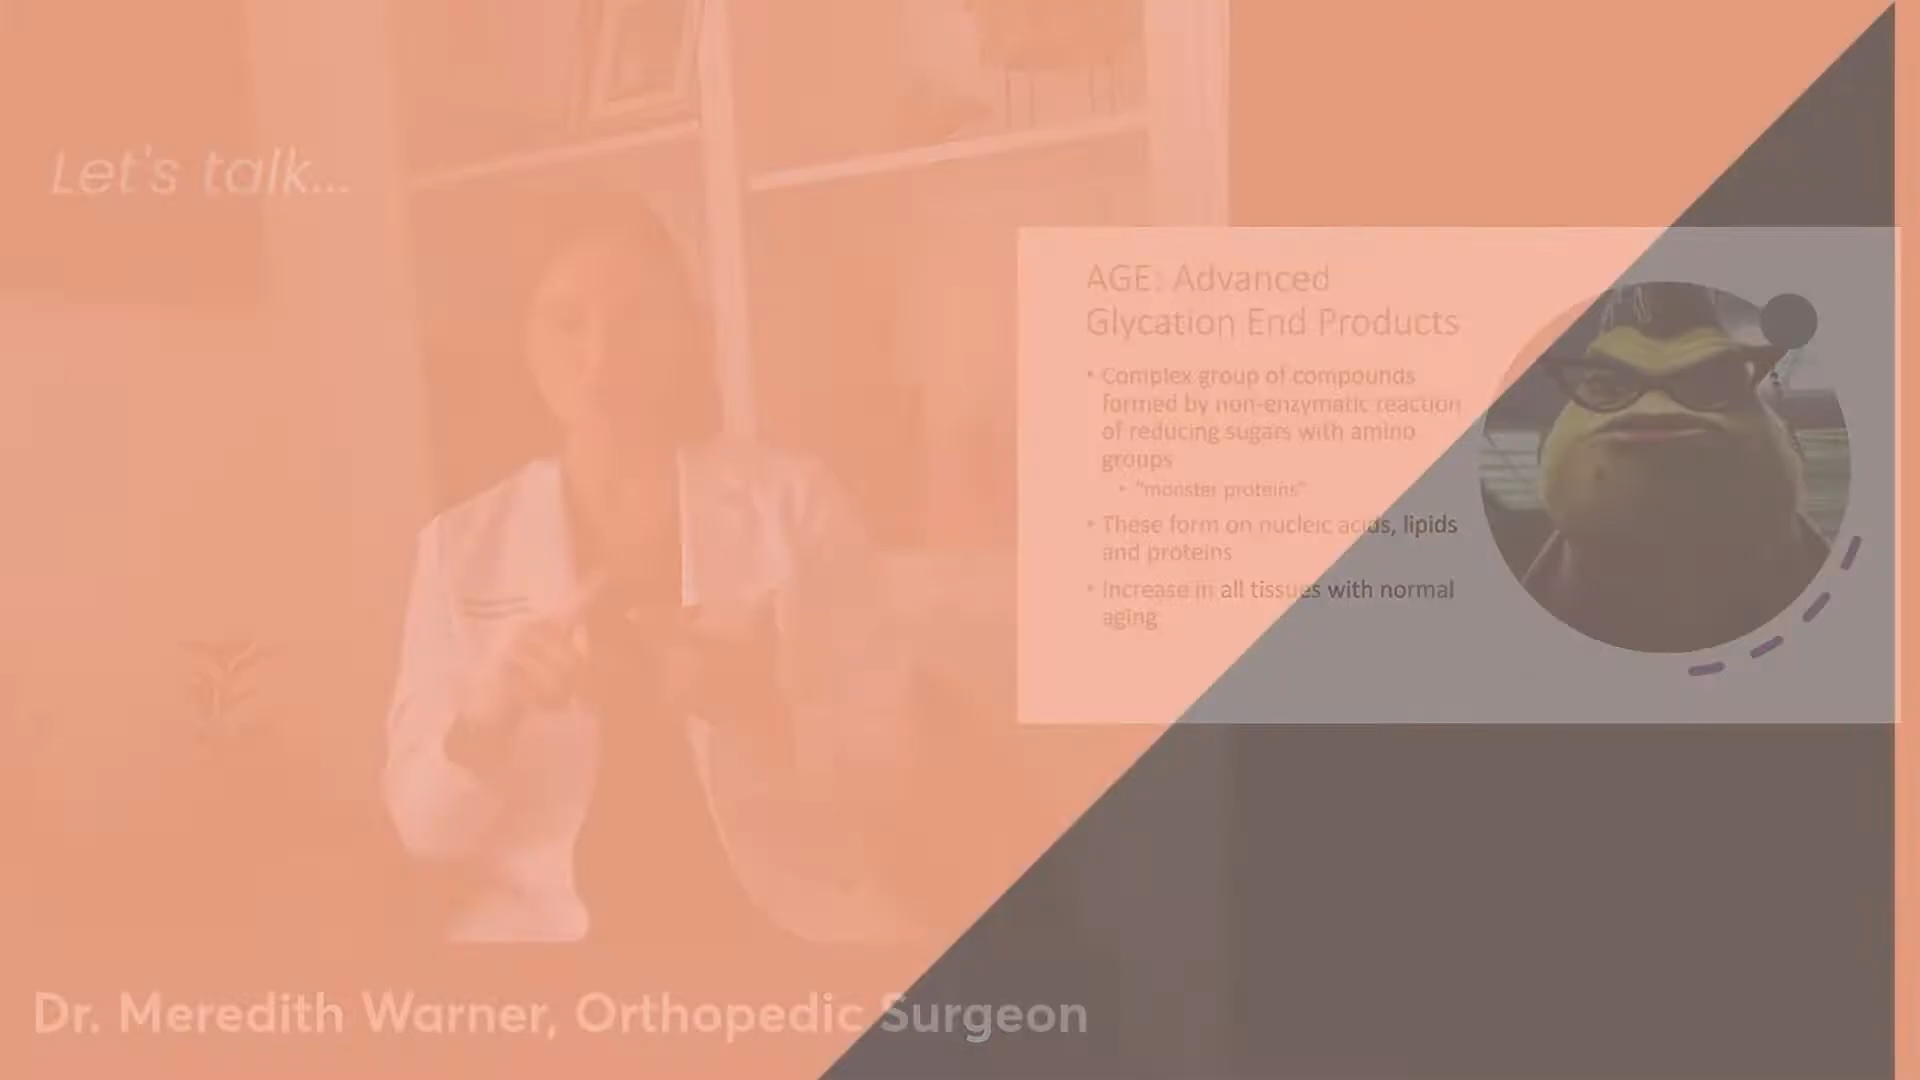 Let's talk...
AGE: Advanced
Glycation End Products
• Complex group of compounds
formed by non-enzymatic reaction
of reducing sugars with amino
groups
• "monster proteins"
• These form on nucleic acids, lipids
and proteins
• Increase in all tissues with normal
aging
Dr. Meredith Warner, Orthopedic Surgeon